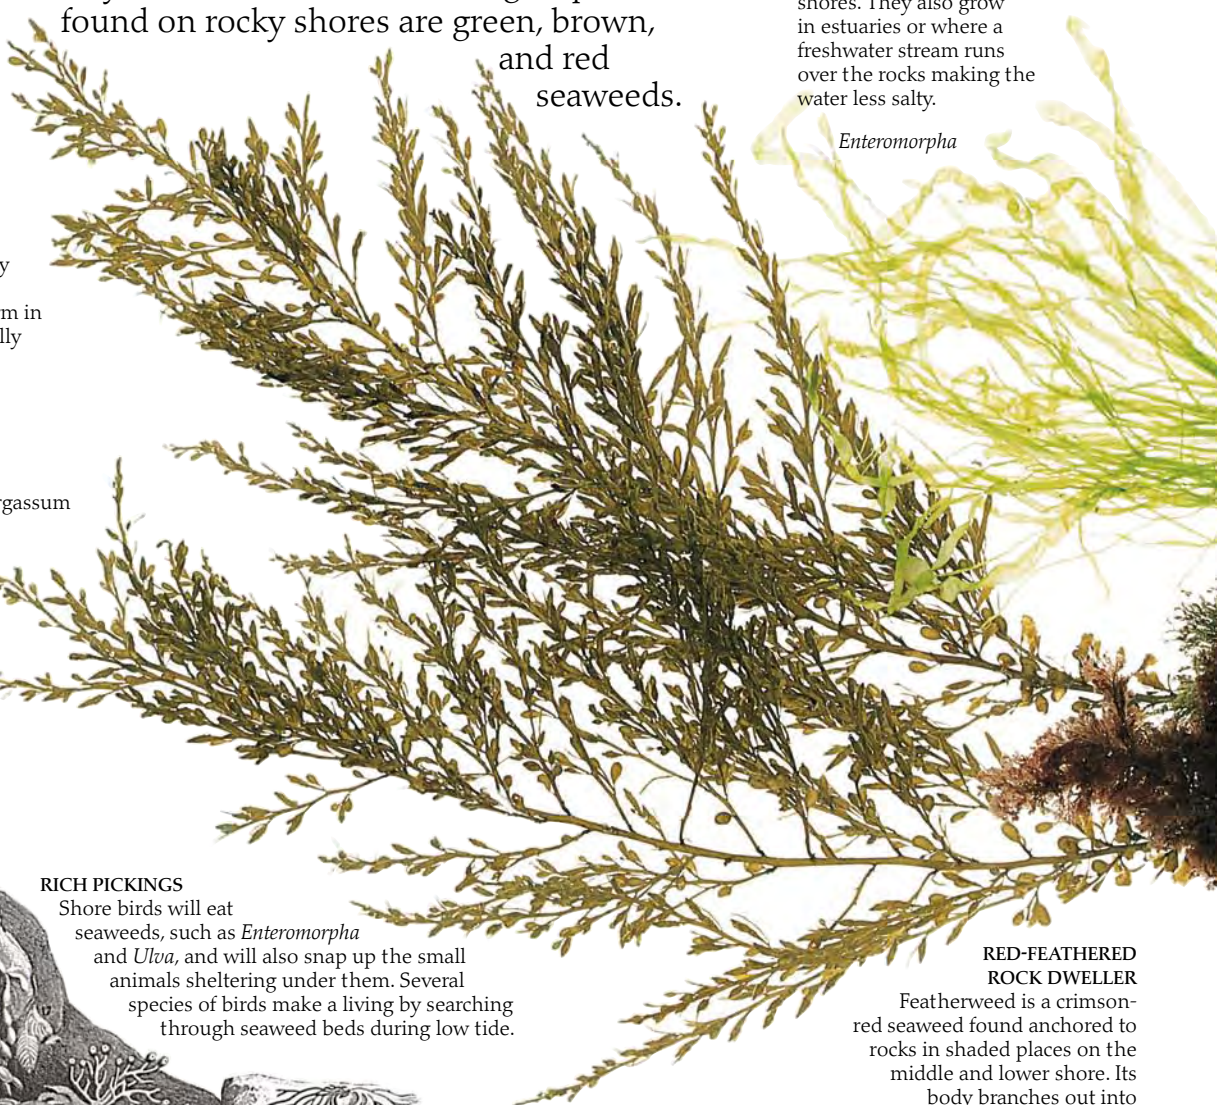 found on rocky shores are green, brown,
and red
seaweeds.
shores. They also grow
in estuaries or where a
freshwater stream runs
over the rocks making the
water less salty.
Enteromorpha
RICH PICKINGS
Shore birds will eat
seaweeds, such as Enteromorpha
and Ulva, and will also snap up the small
animals sheltering under them. Several
species of birds make a living by searching
through seaweed beds during low tide.
RED-FEATHERED
ROCK DWELLER
Featherweed is a crimson-
red seaweed found anchored to
rocks in shaded places on the
middle and lower shore. Its
body branches out into